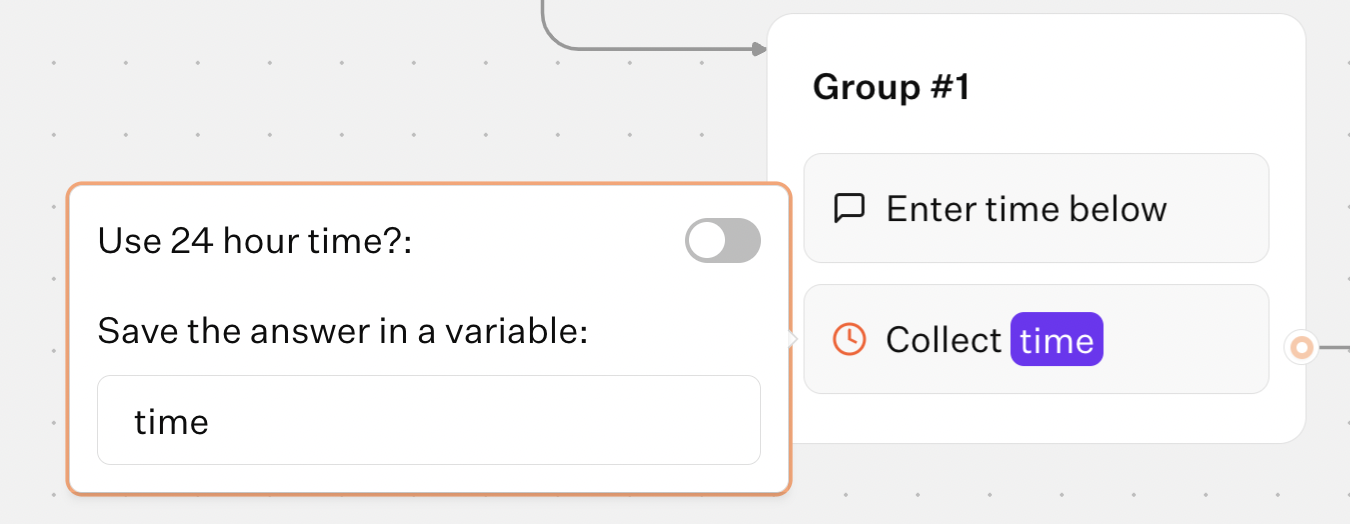 Group #1
Enter time below
Use 24 hour time?:
Save the answer in a variable:
Collect time
time